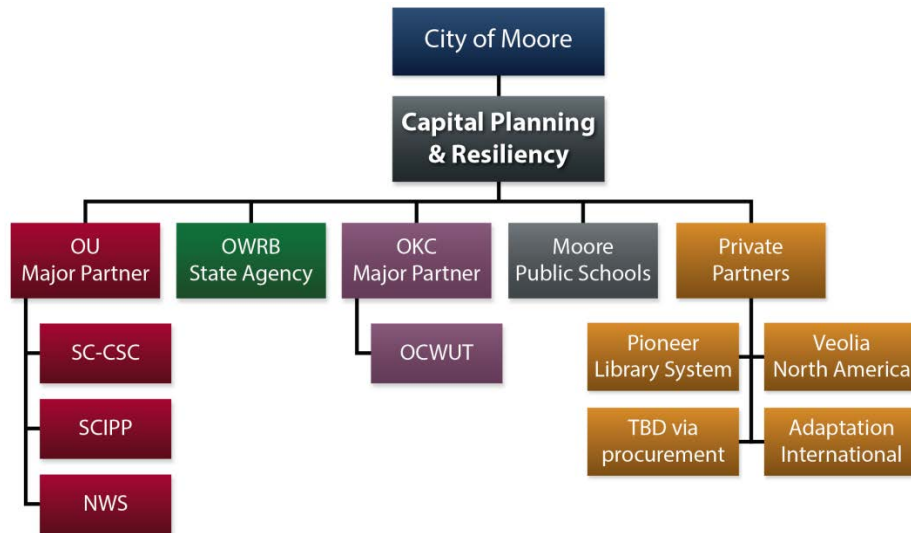 City of Moore
Capital Planning
& Resiliency
OU
Major Partner
OWRB
State Agency
OKC
Major Partner
Moore
Public Schools
Private
Partners
SC-CSC
SCIPP
NWS
OCWUT
Pioneer
Library System
Veolia
North America
TBD via
procurement
Adaptation
International